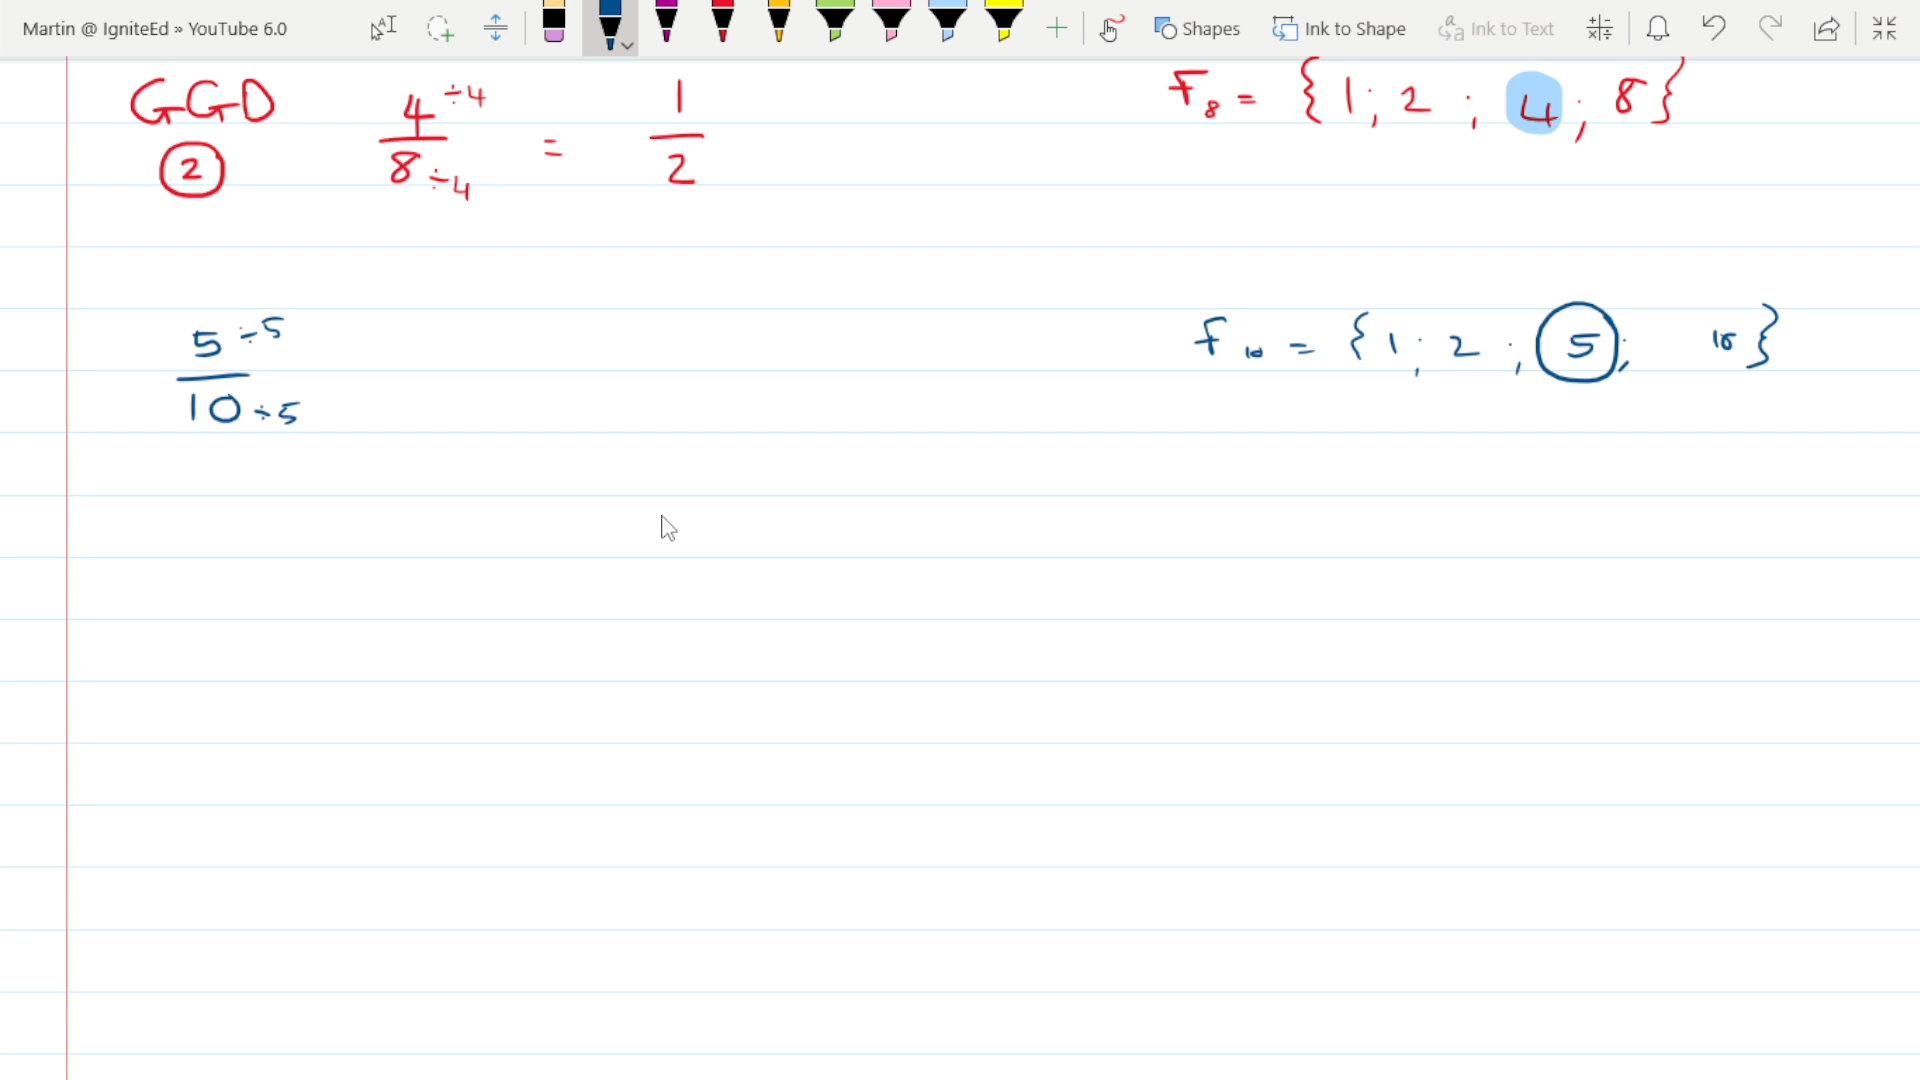 Martin @ IgniteEd » YouTube 6.0 Shapes Ink to Shape Ink to Text
GGD 4 ÷4 / 8 ÷4 = 1 / 2 F8 = {1; 2 ; 4 ; 8}
2
5 ÷5 / 10 ÷5 F10 = {1; 2 ; 5; 10}